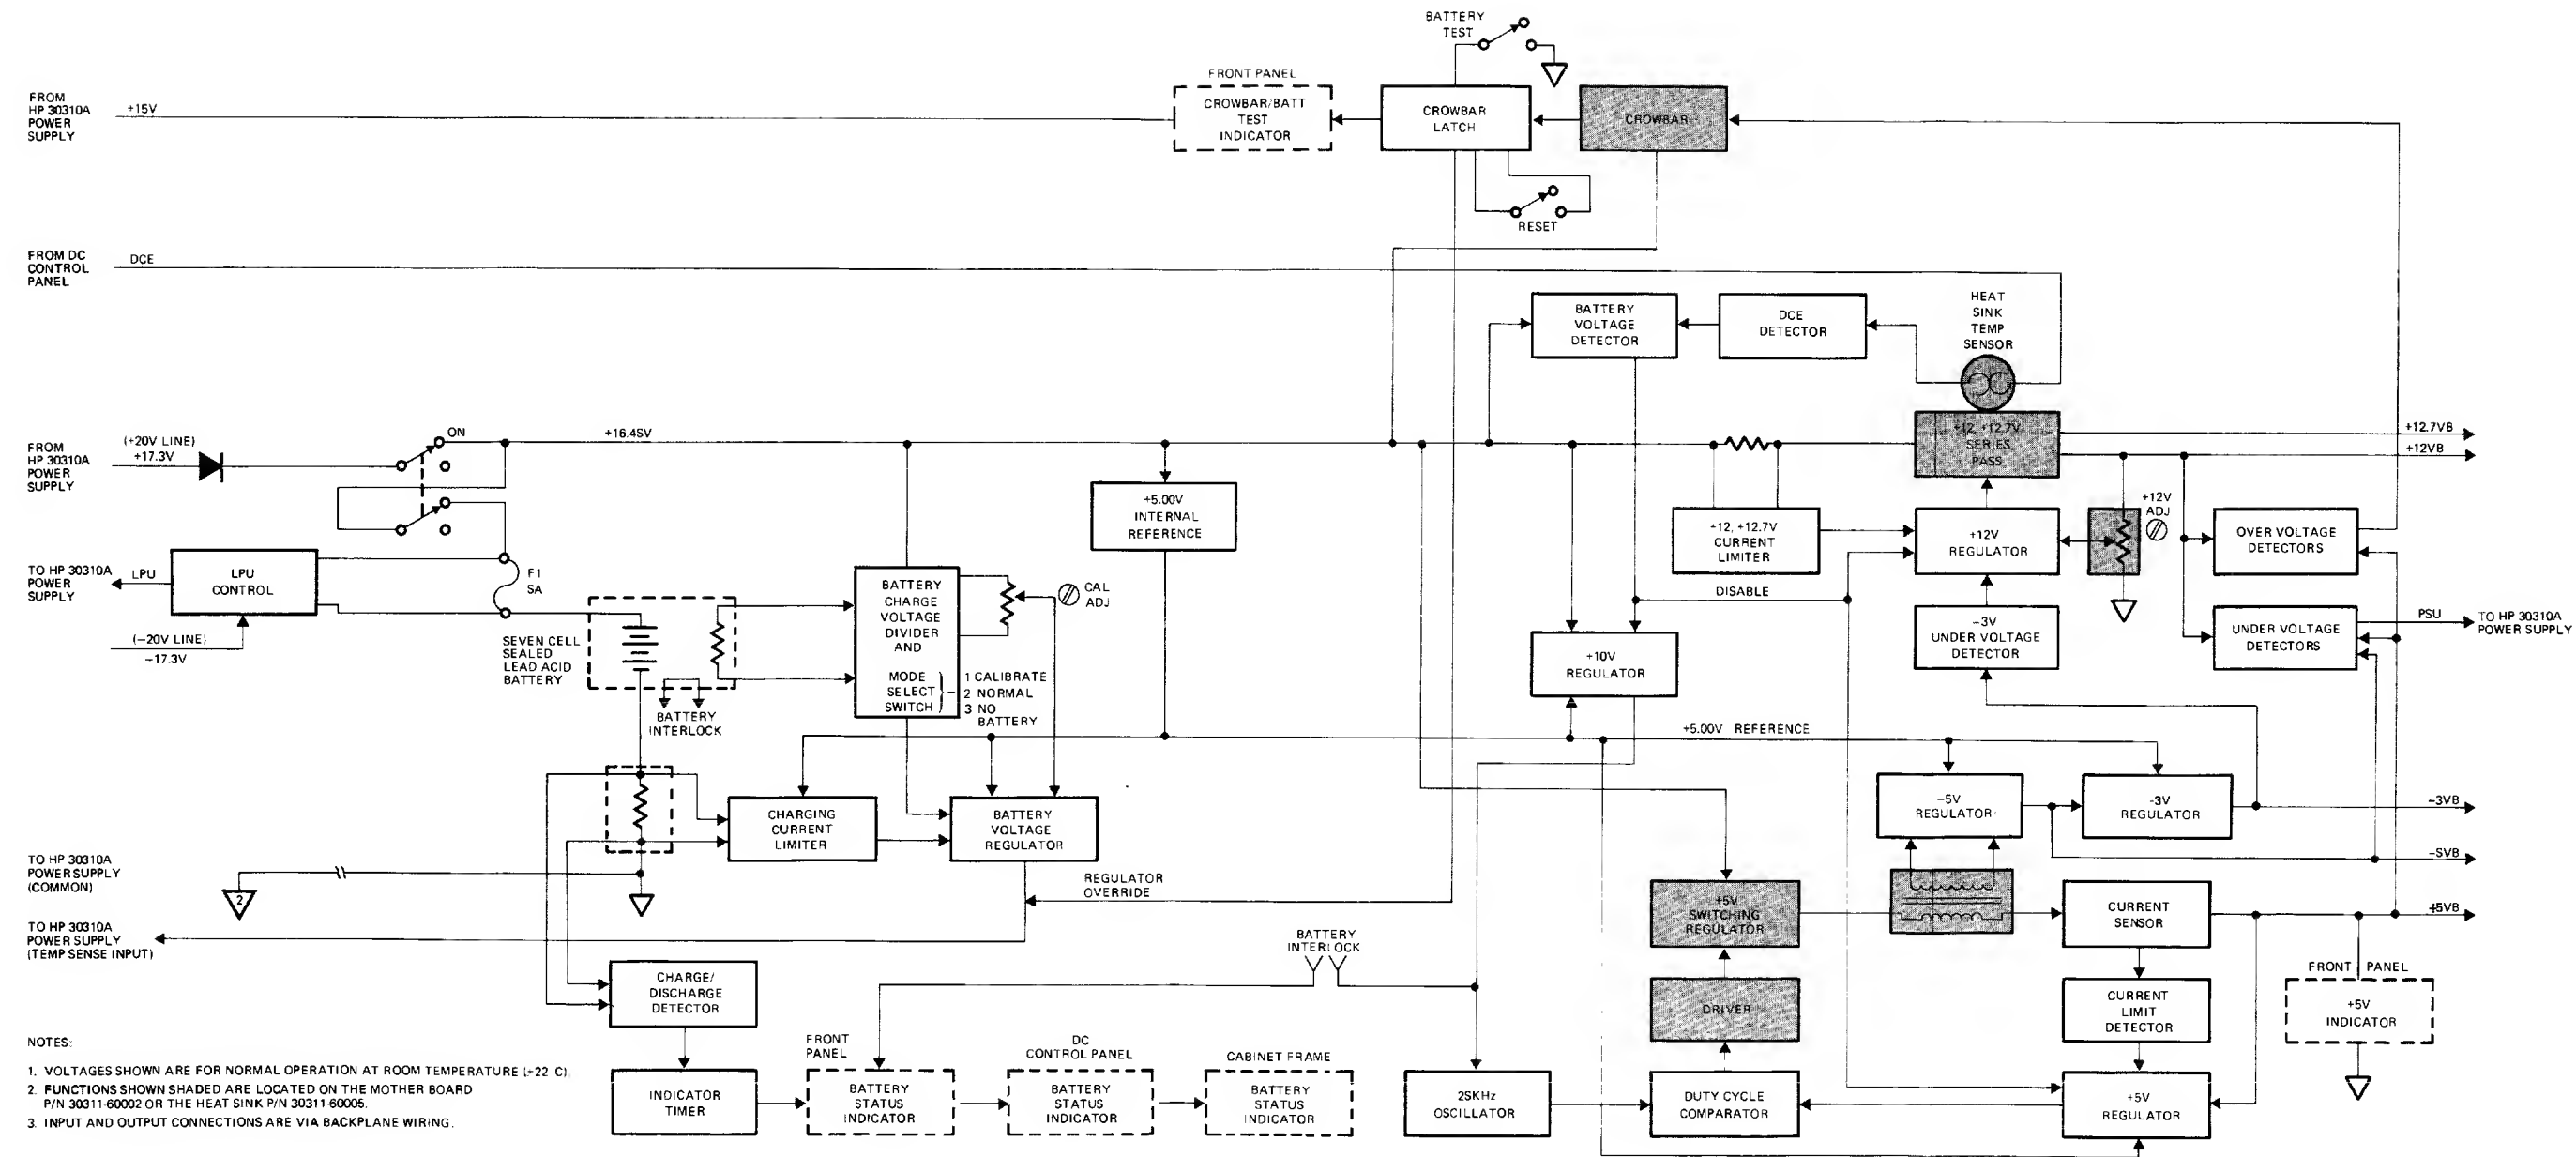 BATTERY
TEST
FRONT PANEL
FROM
HP 30310A
POWER
SUPPLY
+15V
CROWBAR/BATT
TEST
INDICATOR
CROWBAR
LATCH
CROWBAR
RESET
FROM DC
CONTROL
PANEL
DCE
BATTERY
VOLTAGE
DETECTOR
DCE
DETECTOR
HEAT
SINK
TEMP
SENSOR
FROM
HP 30310A
POWER
SUPPLY
(+20V LINE)
+17.3V
ON
+16.45V
+12, +12.7V
SERIES
PASS
+12.7VB
+12VB
+5.00V
INTERNAL
REFERENCE
+12, +12.7V
CURRENT
LIMITER
+12V
REGULATOR
+12V
ADJ
OVER VOLTAGE
DETECTORS
TO HP 30310A
POWER
SUPPLY
LPU
LPU
CONTROL
F1
5A
(-20V LINE)
-17.3V
SEVEN CELL
SEALED
LEAD ACID
BATTERY
BATTERY
INTERLOCK
BATTERY
CHARGE
VOLTAGE
DIVIDER
AND
MODE
SELECT
SWITCH
1 CALIBRATE
2 NORMAL
3 NO
BATTERY
CAL
ADJ
DISABLE
+10V
REGULATOR
-3V
UNDER VOLTAGE
DETECTOR
UNDER VOLTAGE
DETECTORS
PSU
TO HP 30310A
POWER SUPPLY
+5.00V REFERENCE
CHARGING
CURRENT
LIMITER
BATTERY
VOLTAGE
REGULATOR
-5V
REGULATOR
-3V
REGULATOR
-3VB
-5VB
TO HP 30310A
POWER SUPPLY
(COMMON)
2
REGULATOR
OVERRIDE
+5V
SWITCHING
REGULATOR
CURRENT
SENSOR
+5VB
TO HP 30310A
POWER SUPPLY
(TEMP SENSE INPUT)
BATTERY
INTERLOCK
CHARGE/
DISCHARGE
DETECTOR
DRIVER
CURRENT
LIMIT
DETECTOR
FRONT PANEL
+5V
INDICATOR
NOTES:
1. VOLTAGES SHOWN ARE FOR NORMAL OPERATION AT ROOM TEMPERATURE (+22 C).
2. FUNCTIONS SHOWN SHADED ARE LOCATED ON THE MOTHER BOARD
P/N 30311-60002 OR THE HEAT SINK P/N 30311-60005.
3. INPUT AND OUTPUT CONNECTIONS ARE VIA BACKPLANE WIRING.
INDICATOR
TIMER
FRONT
PANEL
BATTERY
STATUS
INDICATOR
DC
CONTROL PANEL
BATTERY
STATUS
INDICATOR
CABINET FRAME
BATTERY
STATUS
INDICATOR
25KHz
OSCILLATOR
DUTY CYCLE
COMPARATOR
+5V
REGULATOR